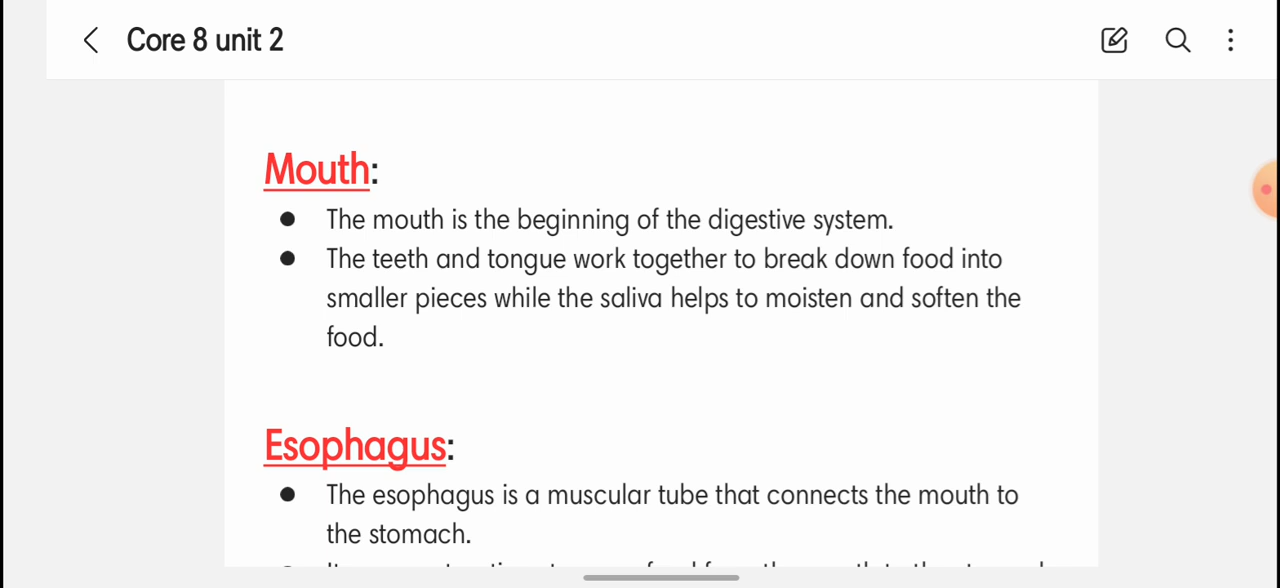 Core 8 unit 2
Mouth:
● The mouth is the beginning of the digestive system.
● The teeth and tongue work together to break down food into
smaller pieces while the saliva helps to moisten and soften the
food.
Esophagus:
● The esophagus is a muscular tube that connects the mouth to
the stomach.